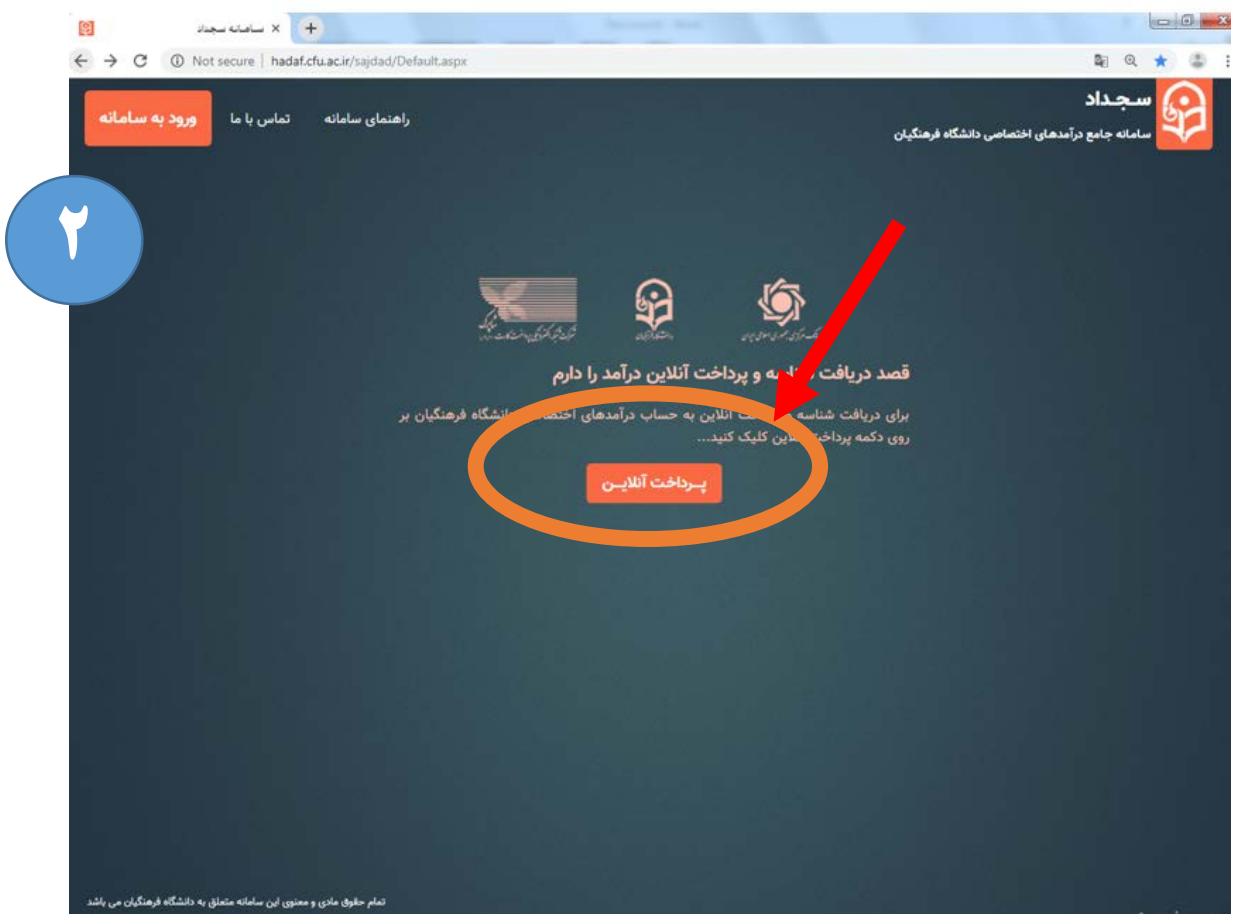 سامانه سجداد
Not secure | hadaf.cfu.ac.ir/sajdad/Default.aspx
سجداد
سامانه جامع درآمدهای اختصاصی دانشگاه فرهنگیان
راهنمای سامانه
تماس با ما
ورود به سامانه
۲
قصد دریافت و پرداخت آنلاین درآمد را دارم
برای دریافت شناسه آنلاین به حساب درآمدهای دانشگاه فرهنگیان بر
روی دکمه پرداخت کلیک کنید...
پـرداخت آنلایـن
تمام حقوق مادی و معنوی این سامانه متعلق به دانشگاه فرهنگیان می باشد